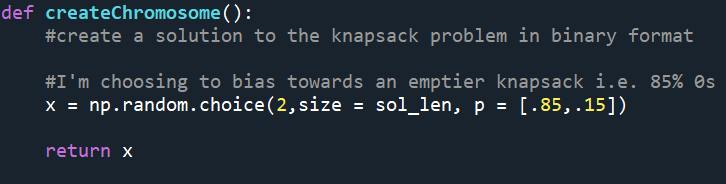 def createChromosome():
#create a solution to the knapsack problem in binary format
#I'm choosing to bias towards an emptier knapsack i.e. 85% 0s
x = np.random.choice(2,size = sol_len, p = [.85,.15])
return x